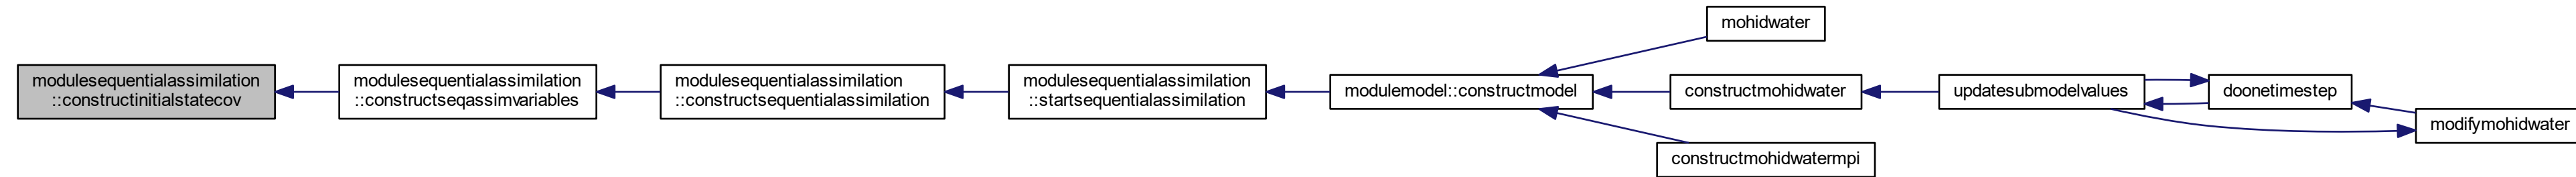 modulesequentialassimilation
::constructinitialstatecov
modulesequentialassimilation
::constructseqassimvariables
modulesequentialassimilation
::constructsequentialassimilation
modulesequentialassimilation
::startsequentialassimilation
modulemodel::constructmodel
mohidwater
constructmohidwater
constructmohidwatermpi
updatesubmodelvalues
doonetimestep
modifymohidwater